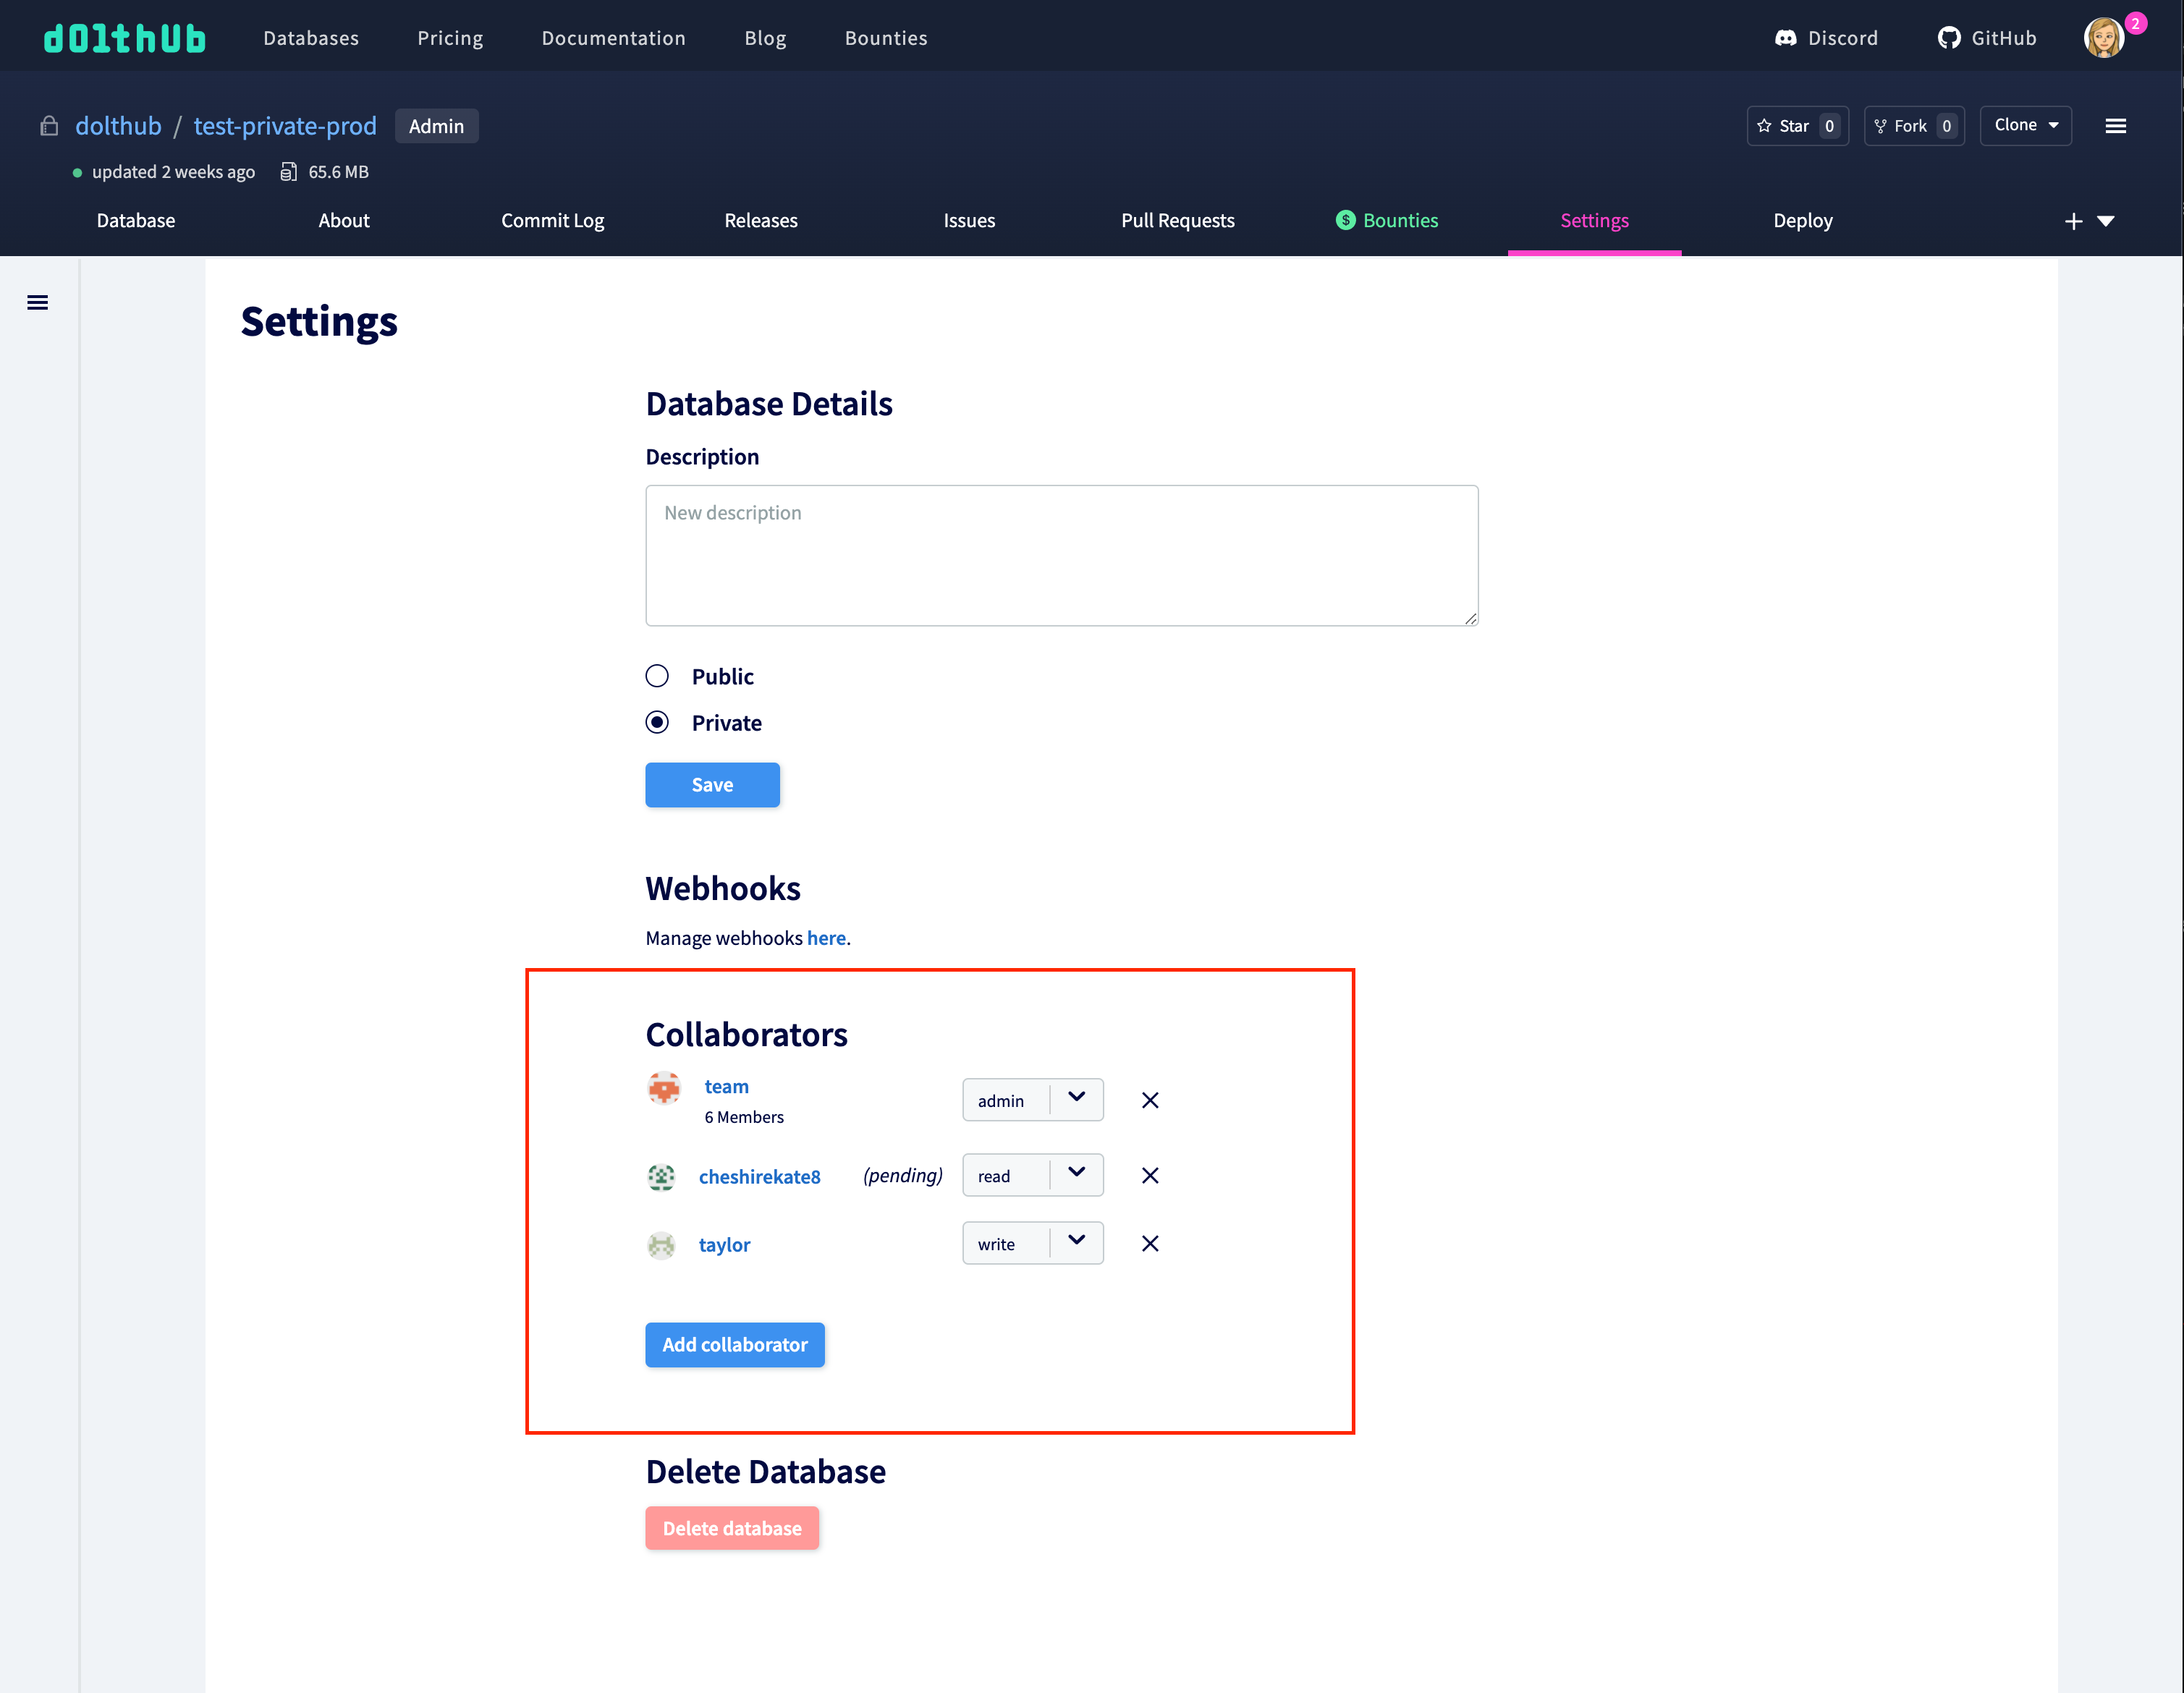 dolthub Databases Pricing Documentation Blog Bounties Discord GitHub 2
dolthub / test-private-prod Admin Star 0 Fork 0 Clone
updated 2 weeks ago 65.6 MB
Database About Commit Log Releases Issues Pull Requests $ Bounties Settings Deploy
Settings
Database Details
Description
New description
Public
Private
Save
Webhooks
Manage webhooks here.
Collaborators
team
6 Members
admin
cheshirekate8 (pending) read
taylor write
Add collaborator
Delete Database
Delete database